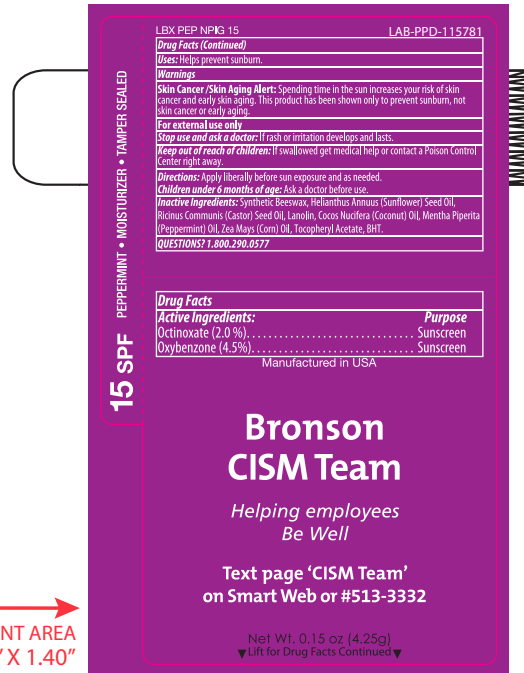 LBX PEP NPIG 15
LAB-PPD-115781
Drug Facts (Continued)
Uses: Helps prevent sunburn.
Warnings
Skin Cancer /Skin Aging Alert: Spending time in the sun increases your risk of skin
cancer and early skin aging. This product has been shown only to prevent sunburn, not
skin cancer or early aging.
For external use only
Stop use and ask a doctor: If rash or irritation develops and lasts.
Keep out of reach of children: If swallowed get medical help or contact a Poison Control
Center right away.
Directions: Apply liberally before sun exposure and as needed.
Children under 6 months of age: Ask a doctor before use.
Inactive Ingredients: Synthetic Beeswax, Helianthus Annuus (Sunflower) Seed Oil,
Ricinus Communis (Castor) Seed Oil, Lanolin, Cocos Nucifera (Coconut) Oil, Mentha Piperita
(Peppermint) Oil, Zea Mays (Corn) Oil, Tocopheryl Acetate, BHT.
QUESTIONS? 1.800.290.0577
15 SPF PEPPERMINT • MOISTURIZER • TAMPER SEALED
Drug Facts
Active Ingredients: Purpose
Octinoxate (2.0 %)................................ Sunscreen
Oxybenzone (4.5%)............................... Sunscreen
Manufactured in USA
Bronson
CISM Team
Helping employees
Be Well
Text page ‘CISM Team’
on Smart Web or #513-3332
Net Wt. 0.15 oz (4.25g)
▼Lift for Drug Facts Continued▼
NT AREA
" X 1.40"